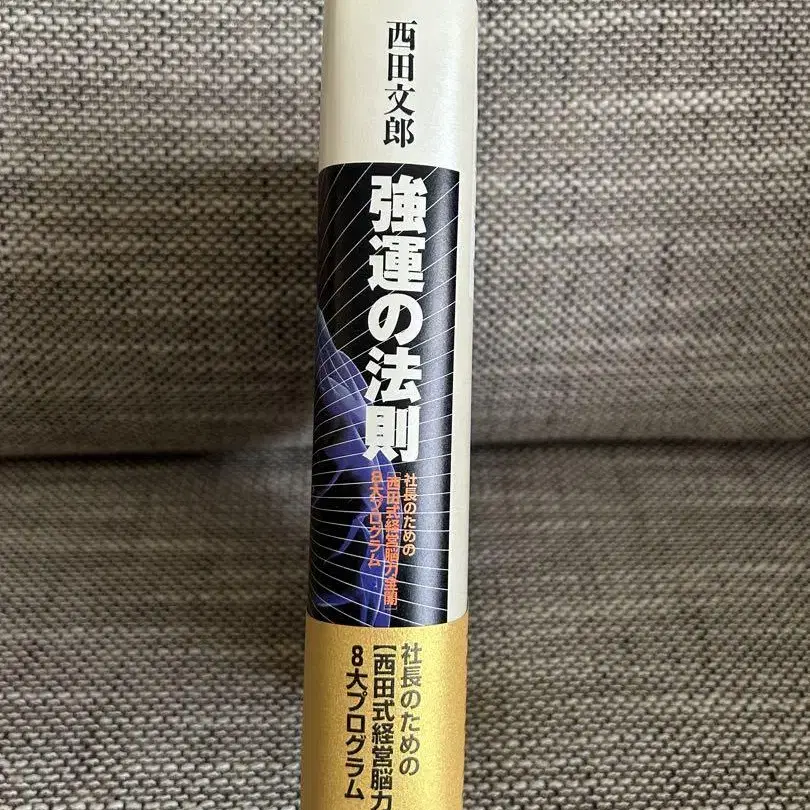 西田文郎
強運の法則
社長のための
[西田式経営脳力全開]
8大プログラム
社長のための
[西田式経営脳力
8大プログラム